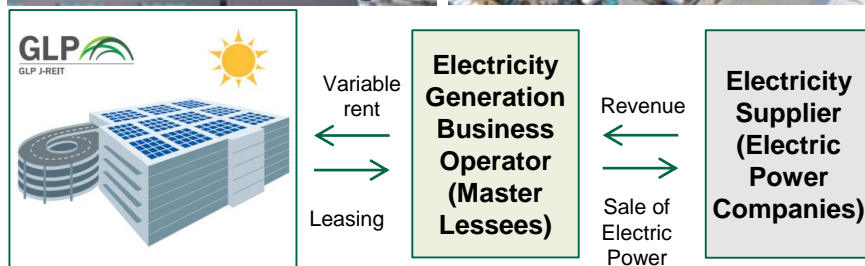 GLP
GLP J-REIT
Variable
rent
Leasing
Electricity
Generation
Business
Operator
(Master
Lessees)
Revenue
Sale of
Electric
Power
Electricity
Supplier
(Electric
Power
Companies)